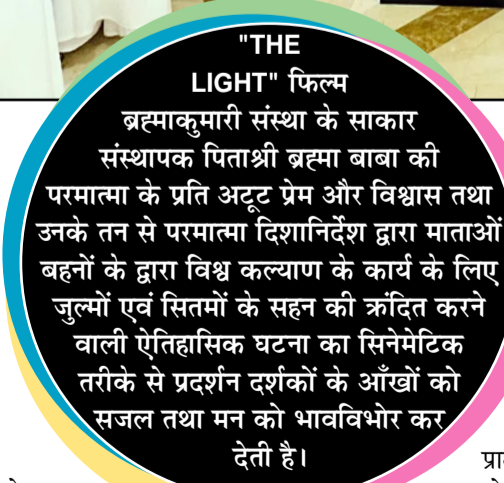 "THE
LIGHT" फिल्म
ब्रह्माकुमारी संस्था के साकार
संस्थापक पिताश्री ब्रह्मा बाबा की
परमात्मा के प्रति अटूट प्रेम और विश्वास तथा
उनके तन से परमात्मा दिशानिर्देश द्वारा माताओं
बहनों के द्वारा विश्व कल्याण के कार्य के लिए
जुल्मों एवं सितमों के सहन की क्रंदित करने
वाली ऐतिहासिक घटना का सिनेमेटिक
तरीके से प्रदर्शन दर्शकों के आँखों को
सजल तथा मन को भावविभोर कर
देती है।